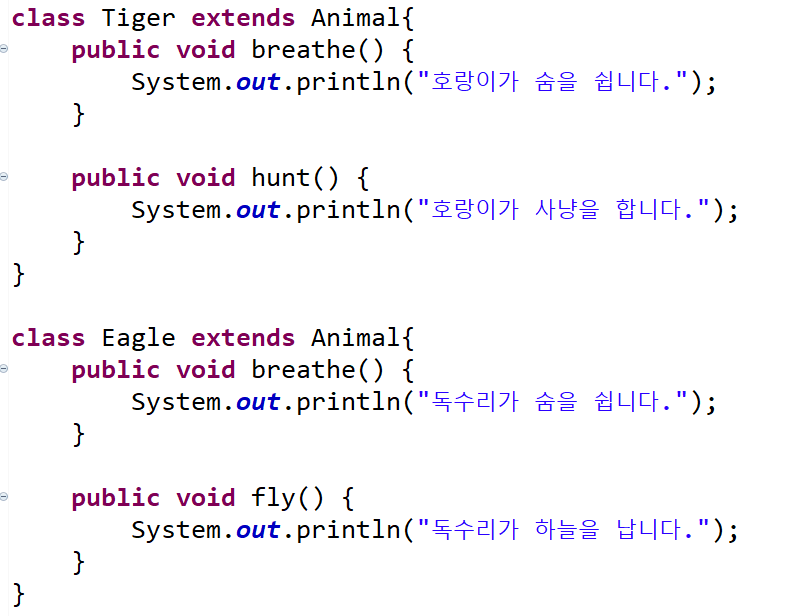 class Tiger extends Animal{
    public void breathe() {
        System.out.println("호랑이가 숨을 쉽니다.");
    }

    public void hunt() {
        System.out.println("호랑이가 사냥을 합니다.");
    }
}

class Eagle extends Animal{
    public void breathe() {
        System.out.println("독수리가 숨을 쉽니다.");
    }

    public void fly() {
        System.out.println("독수리가 하늘을 납니다.");
    }
}